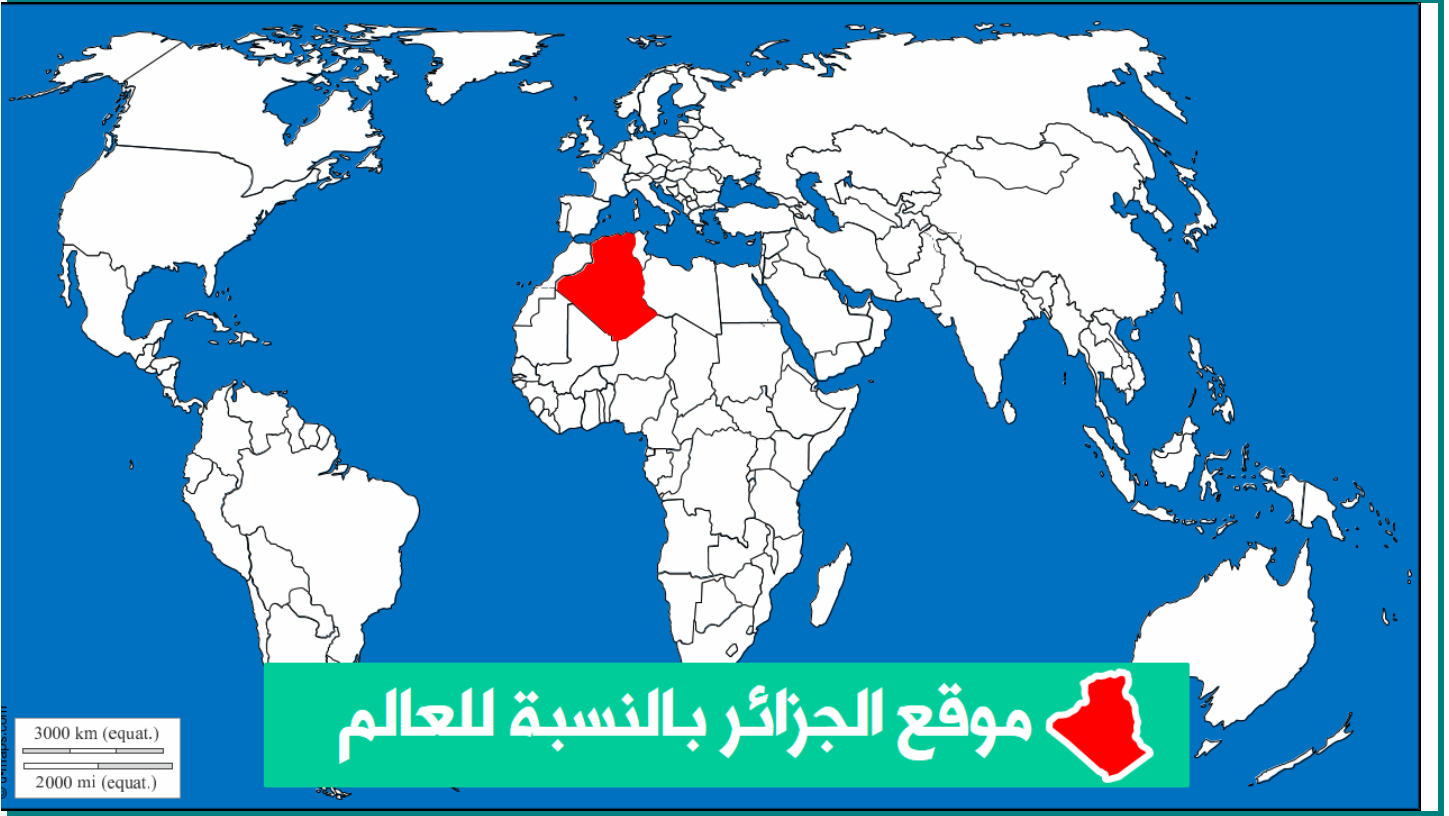 موقع الجزائر بالنسبة للعالم
3000 km (equat.)
2000 mi (equat.)